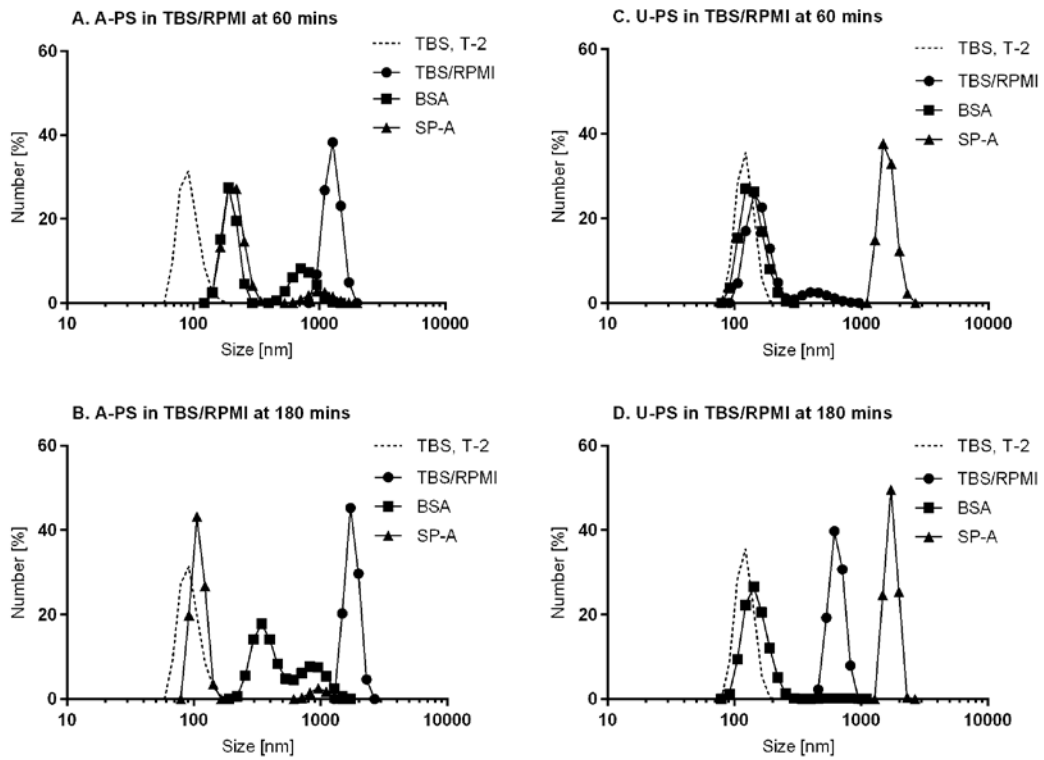 A. A-PS in TBS/RPMI at 60 mins
TBS, T-2
TBS/RPMI
BSA
SP-A
60
40
20
0
Number [%]
10
100
1000
10000
Size [nm]
C. U-PS in TBS/RPMI at 60 mins
TBS, T-2
TBS/RPMI
BSA
SP-A
60
40
20
0
Number [%]
10
100
1000
10000
Size [nm]
B. A-PS in TBS/RPMI at 180 mins
TBS, T-2
TBS/RPMI
BSA
SP-A
60
40
20
0
Number [%]
10
100
1000
10000
Size [nm]
D. U-PS in TBS/RPMI at 180 mins
TBS, T-2
TBS/RPMI
BSA
SP-A
60
40
20
0
Number [%]
10
100
1000
10000
Size [nm]